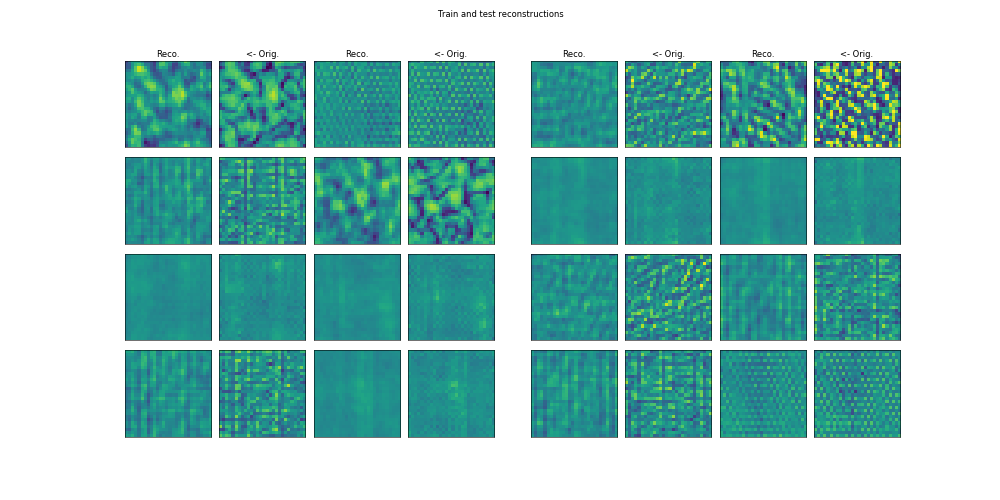 Train and test reconstructions
Reco. <- Orig. Reco. <- Orig. Reco. <- Orig. Reco. <- Orig.